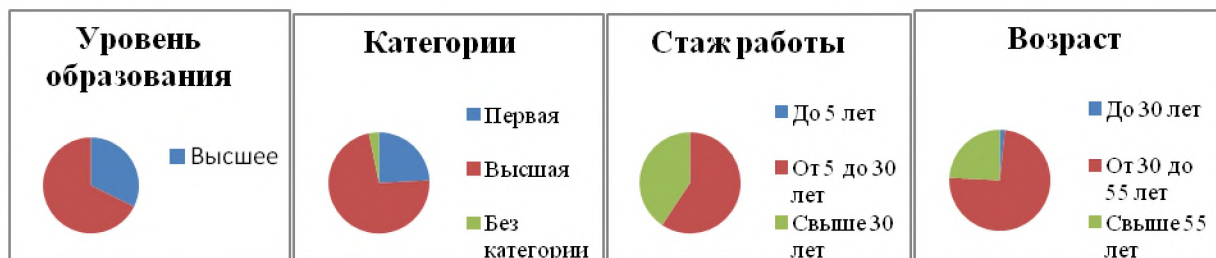 Уровень
образования
Высшее
Категории
Первая
Высшая
Без
категории
Стаж работы
До 5 лет
От 5 до 30
лет
Свыше 30
лет
Возраст
До 30 лет
От 30 до
55 лет
Свыше 55
лет